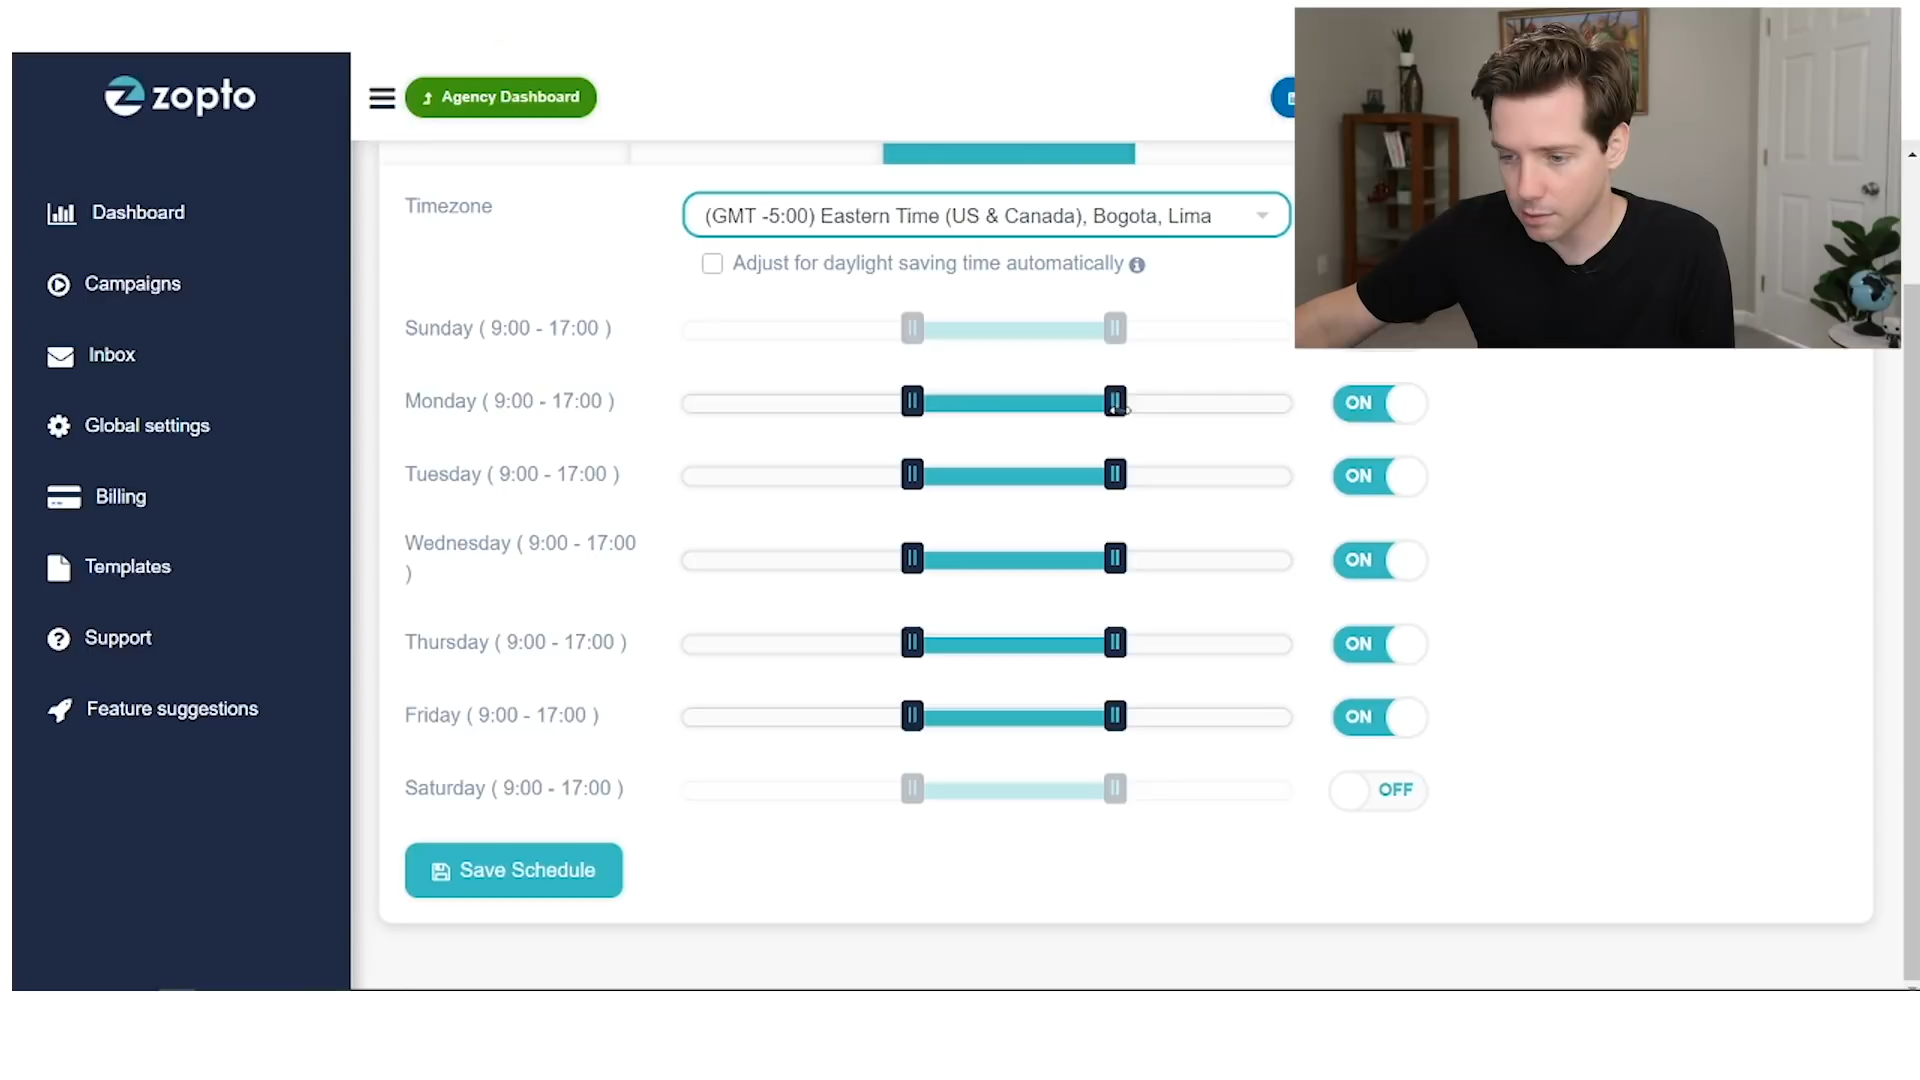 zopto
Agency Dashboard
Dashboard
Campaigns
Inbox
Global settings
Billing
Templates
Support
Feature suggestions
Timezone
(GMT -5:00) Eastern Time (US & Canada), Bogota, Lima
Adjust for daylight saving time automatically
Sunday ( 9:00 - 17:00 )
Monday ( 9:00 - 17:00 )
ON
Tuesday ( 9:00 - 17:00 )
ON
Wednesday ( 9:00 - 17:00
)
ON
Thursday ( 9:00 - 17:00 )
ON
Friday ( 9:00 - 17:00 )
ON
Saturday ( 9:00 - 17:00 )
OFF
Save Schedule